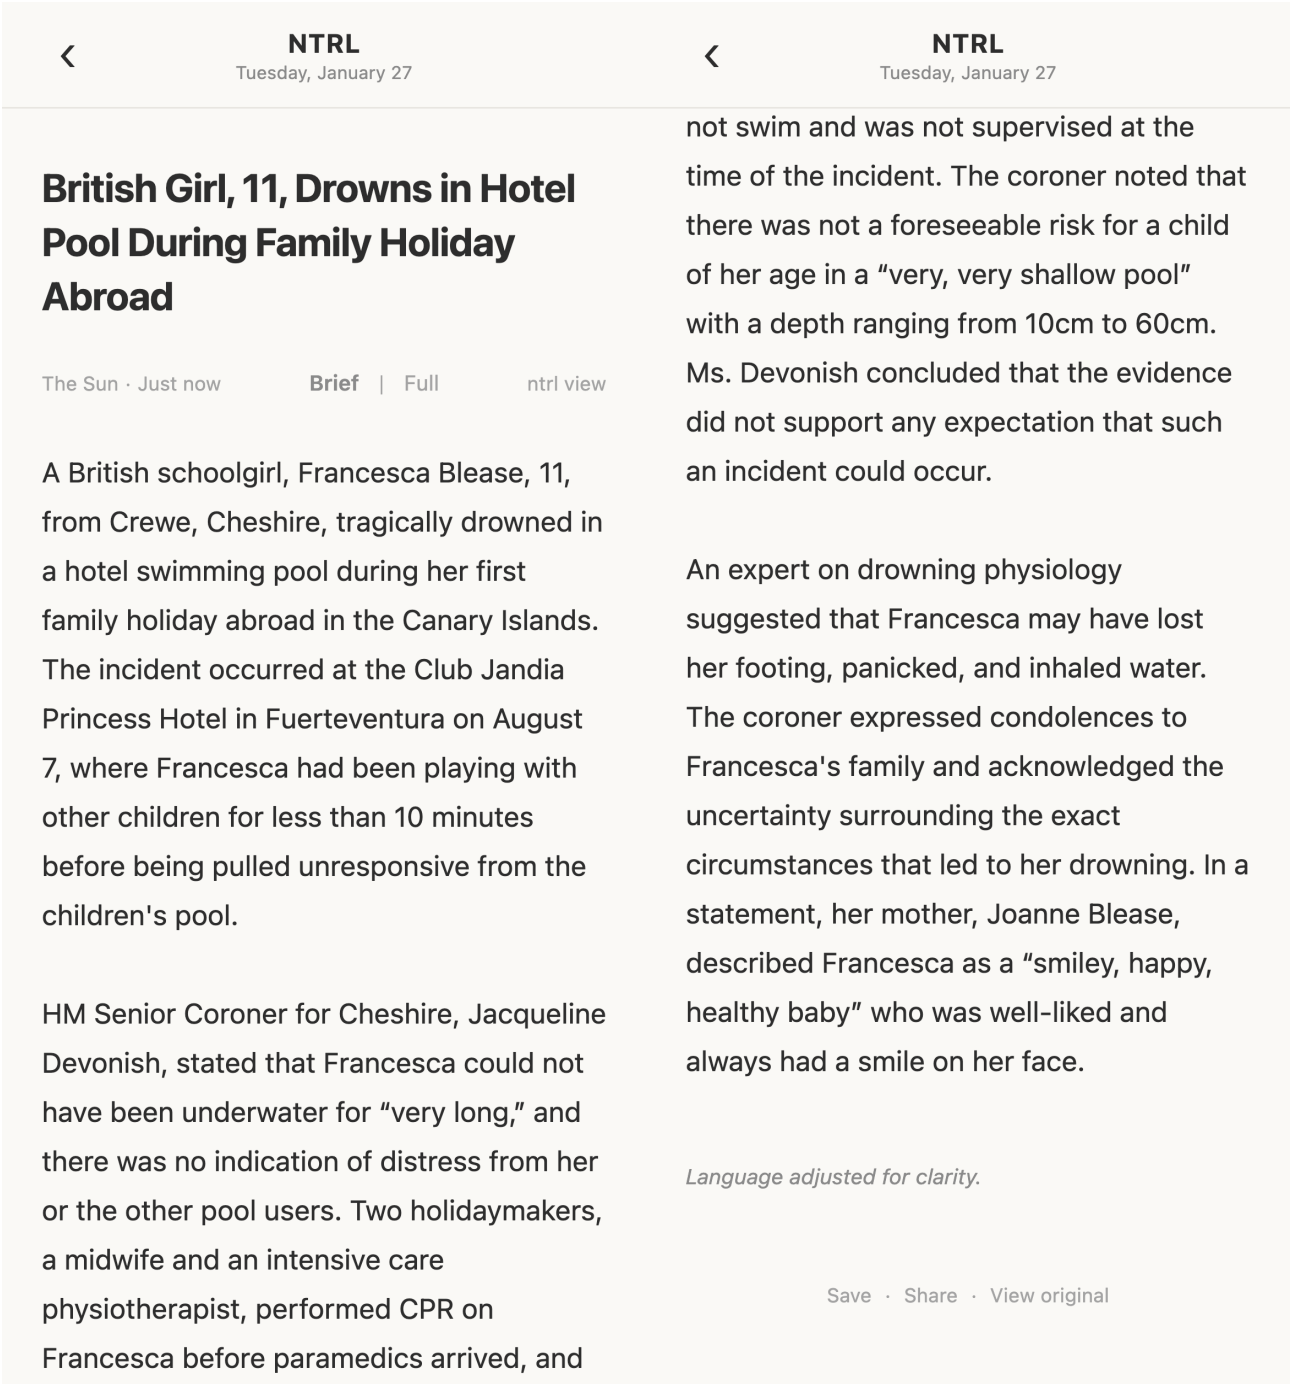 NTRL
Tuesday, January 27
British Girl, 11, Drowns in Hotel
Pool During Family Holiday
Abroad
The Sun · Just now
Brief | Full
ntrl view
A British schoolgirl, Francesca Blease, 11,
from Crewe, Cheshire, tragically drowned in
a hotel swimming pool during her first
family holiday abroad in the Canary Islands.
The incident occurred at the Club Jandia
Princess Hotel in Fuerteventura on August
7, where Francesca had been playing with
other children for less than 10 minutes
before being pulled unresponsive from the
children's pool.
HM Senior Coroner for Cheshire, Jacqueline
Devonish, stated that Francesca could not
have been underwater for “very long,” and
there was no indication of distress from her
or the other pool users. Two holidaymakers,
a midwife and an intensive care
physiotherapist, performed CPR on
Francesca before paramedics arrived, and
NTRL
Tuesday, January 27
not swim and was not supervised at the
time of the incident. The coroner noted that
there was not a foreseeable risk for a child
of her age in a “very, very shallow pool”
with a depth ranging from 10cm to 60cm.
Ms. Devonish concluded that the evidence
did not support any expectation that such
an incident could occur.
An expert on drowning physiology
suggested that Francesca may have lost
her footing, panicked, and inhaled water.
The coroner expressed condolences to
Francesca's family and acknowledged the
uncertainty surrounding the exact
circumstances that led to her drowning. In a
statement, her mother, Joanne Blease,
described Francesca as a “smiley, happy,
healthy baby” who was well-liked and
always had a smile on her face.
Language adjusted for clarity.
Save · Share · View original